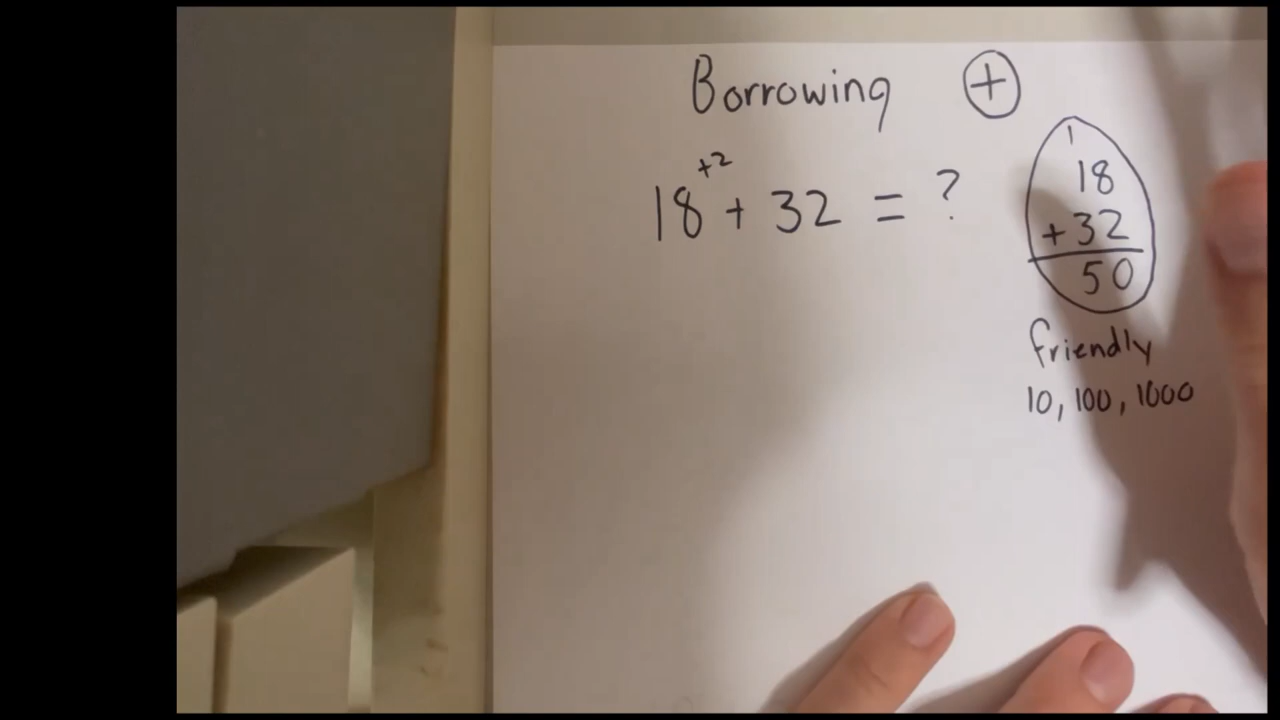 Borrowing +
+2
18 + 32 = ?
1
18
+32
50
friendly
10, 100, 1000